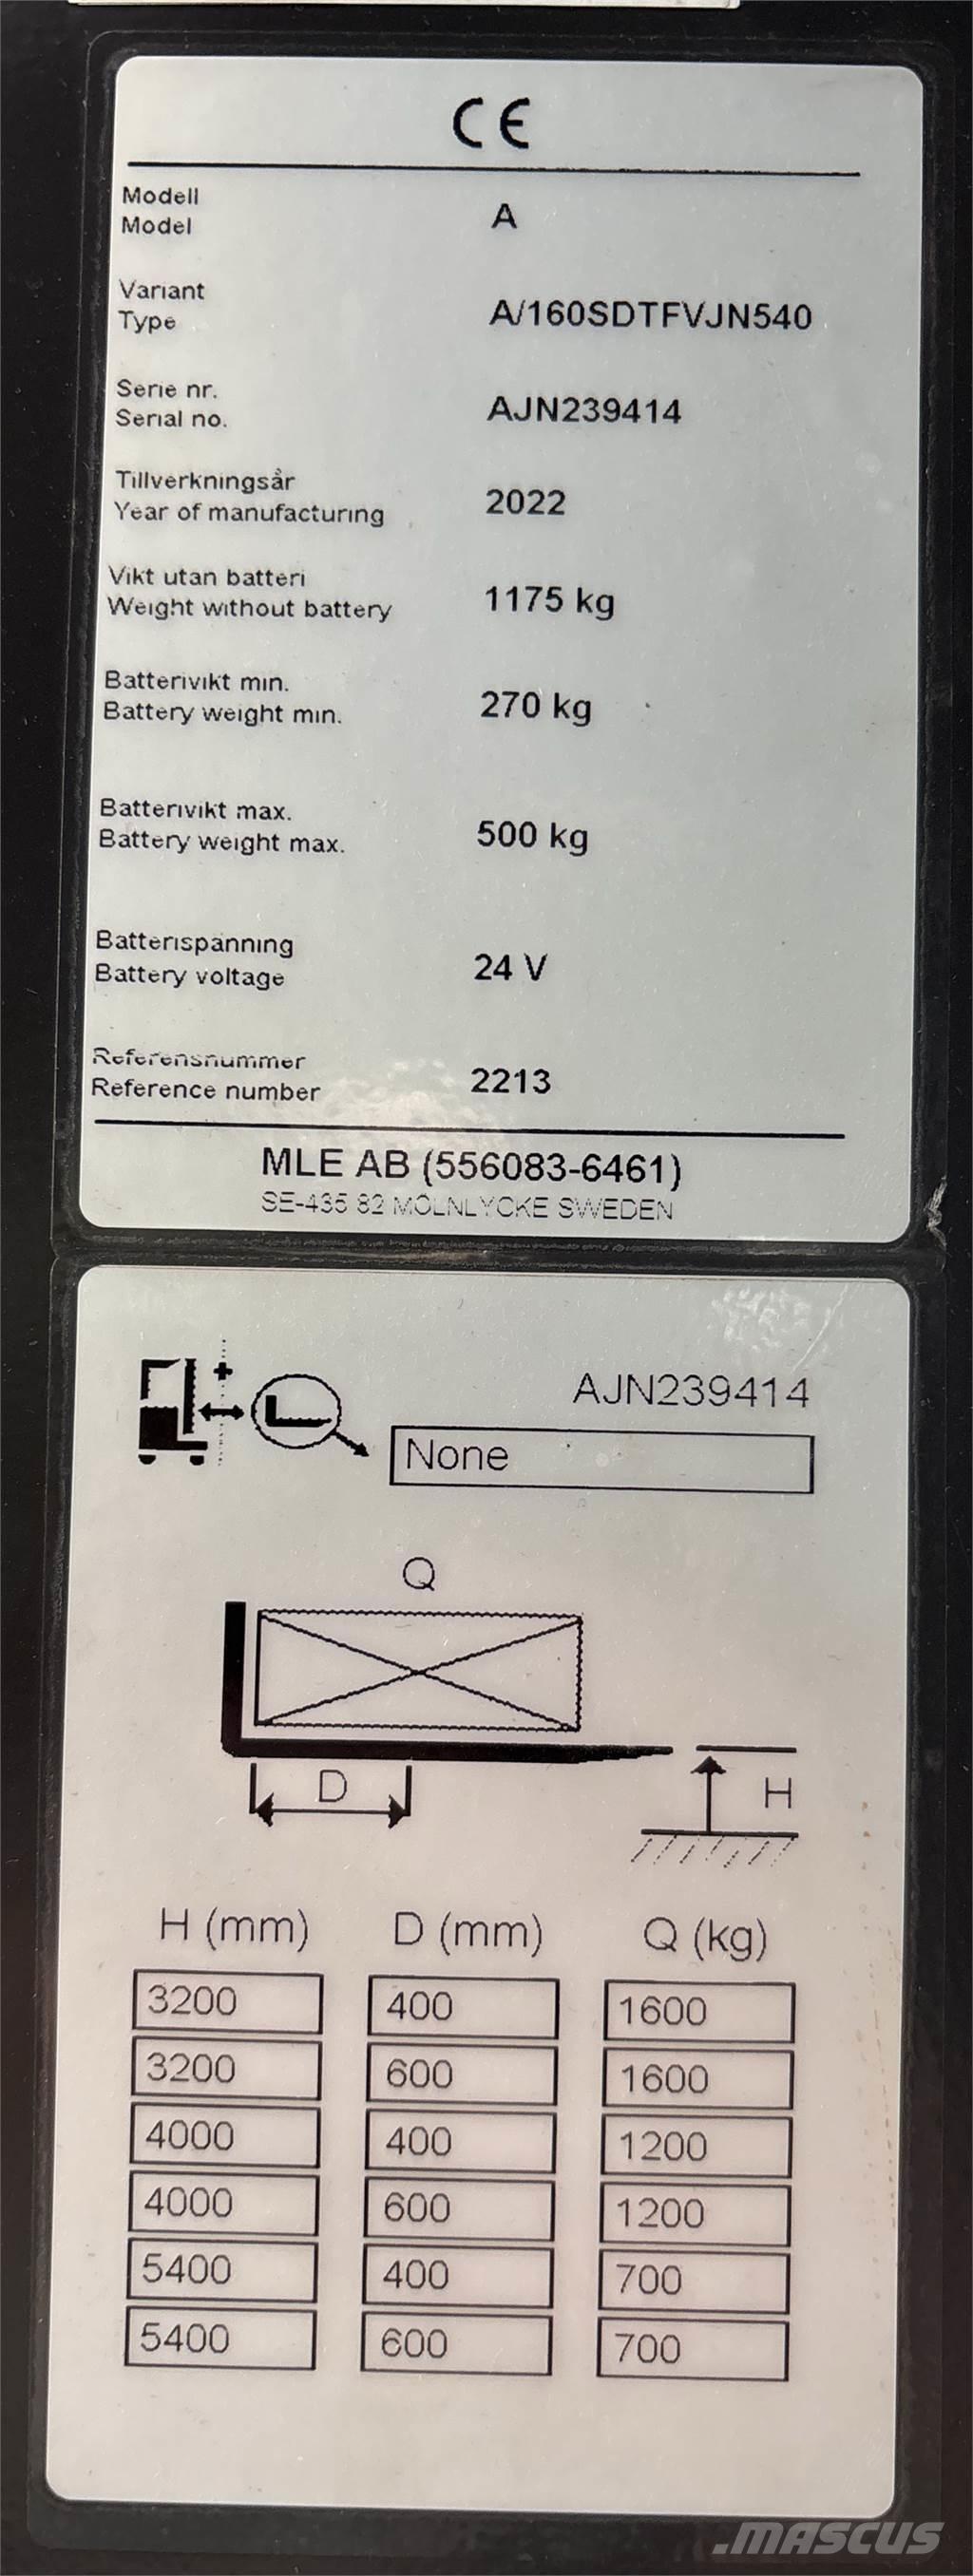 CE
Modell
Model
A
Variant
Type
A/160SDTFVJN540
Serie nr.
Serial no.
AJN239414
Tillverkningsår
Year of manufacturing
2022
Vikt utan batteri
Weight without battery
1175 kg
Batterivikt min.
Battery weight min.
270 kg
Batterivikt max.
Battery weight max.
500 kg
Batterispanning
Battery voltage
24 V
Referensnummer
Reference number
2213
MLE AB (556083-6461)
SE-435 82 MÖLNLYCKE SWEDEN
AJN239414
None
Q
D
H
H (mm) D (mm) Q (kg)
3200 400 1600
3200 600 1600
4000 400 1200
4000 600 1200
5400 400 700
5400 600 700
.MASCUS